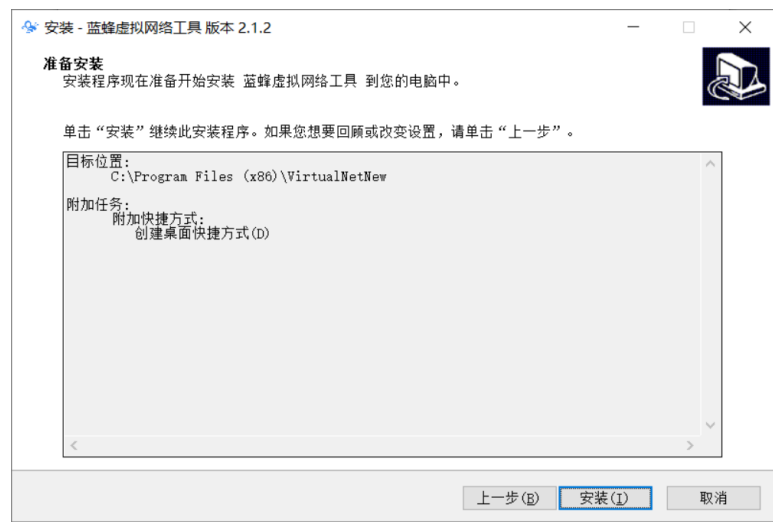 安装 - 蓝蜂虚拟网络工具 版本 2.1.2
准备安装
安装程序现在准备开始安装 蓝蜂虚拟网络工具 到您的电脑中。
单击“安装”继续此安装程序。如果您想要回顾或改变设置，请单击“上一步”。
目标位置:
C:\Program Files (x86)\VirtualNetNew
附加任务:
附加快捷方式:
创建桌面快捷方式(D)
上一步(B) 安装(I) 取消